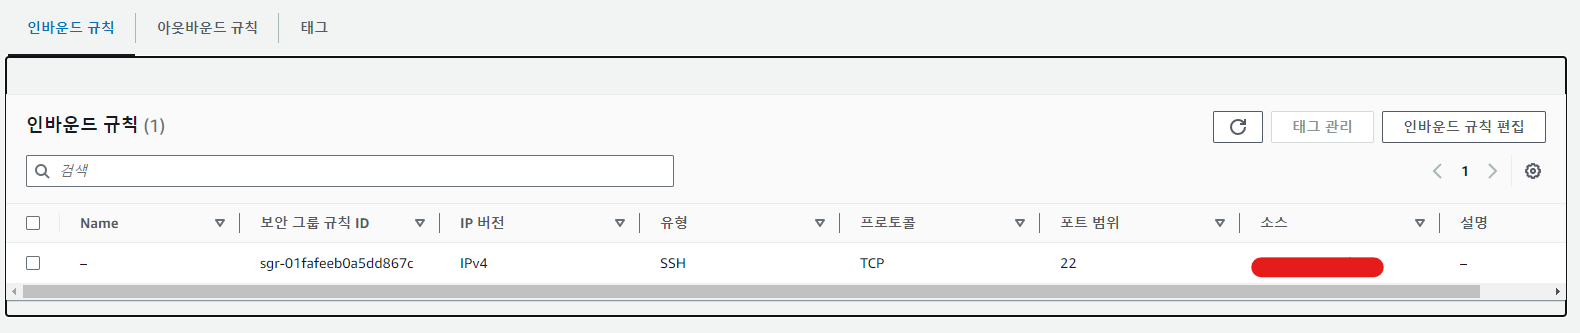 인바운드 규칙 아웃바운드 규칙 태그
인바운드 규칙 (1) 태그 관리 인바운드 규칙 편집
검색 1
Name 보안 그룹 규칙 ID IP 버전 유형 프로토콜 포트 범위 소스 설명
– sgr-01fafeeb0a5dd867c IPv4 SSH TCP 22 –